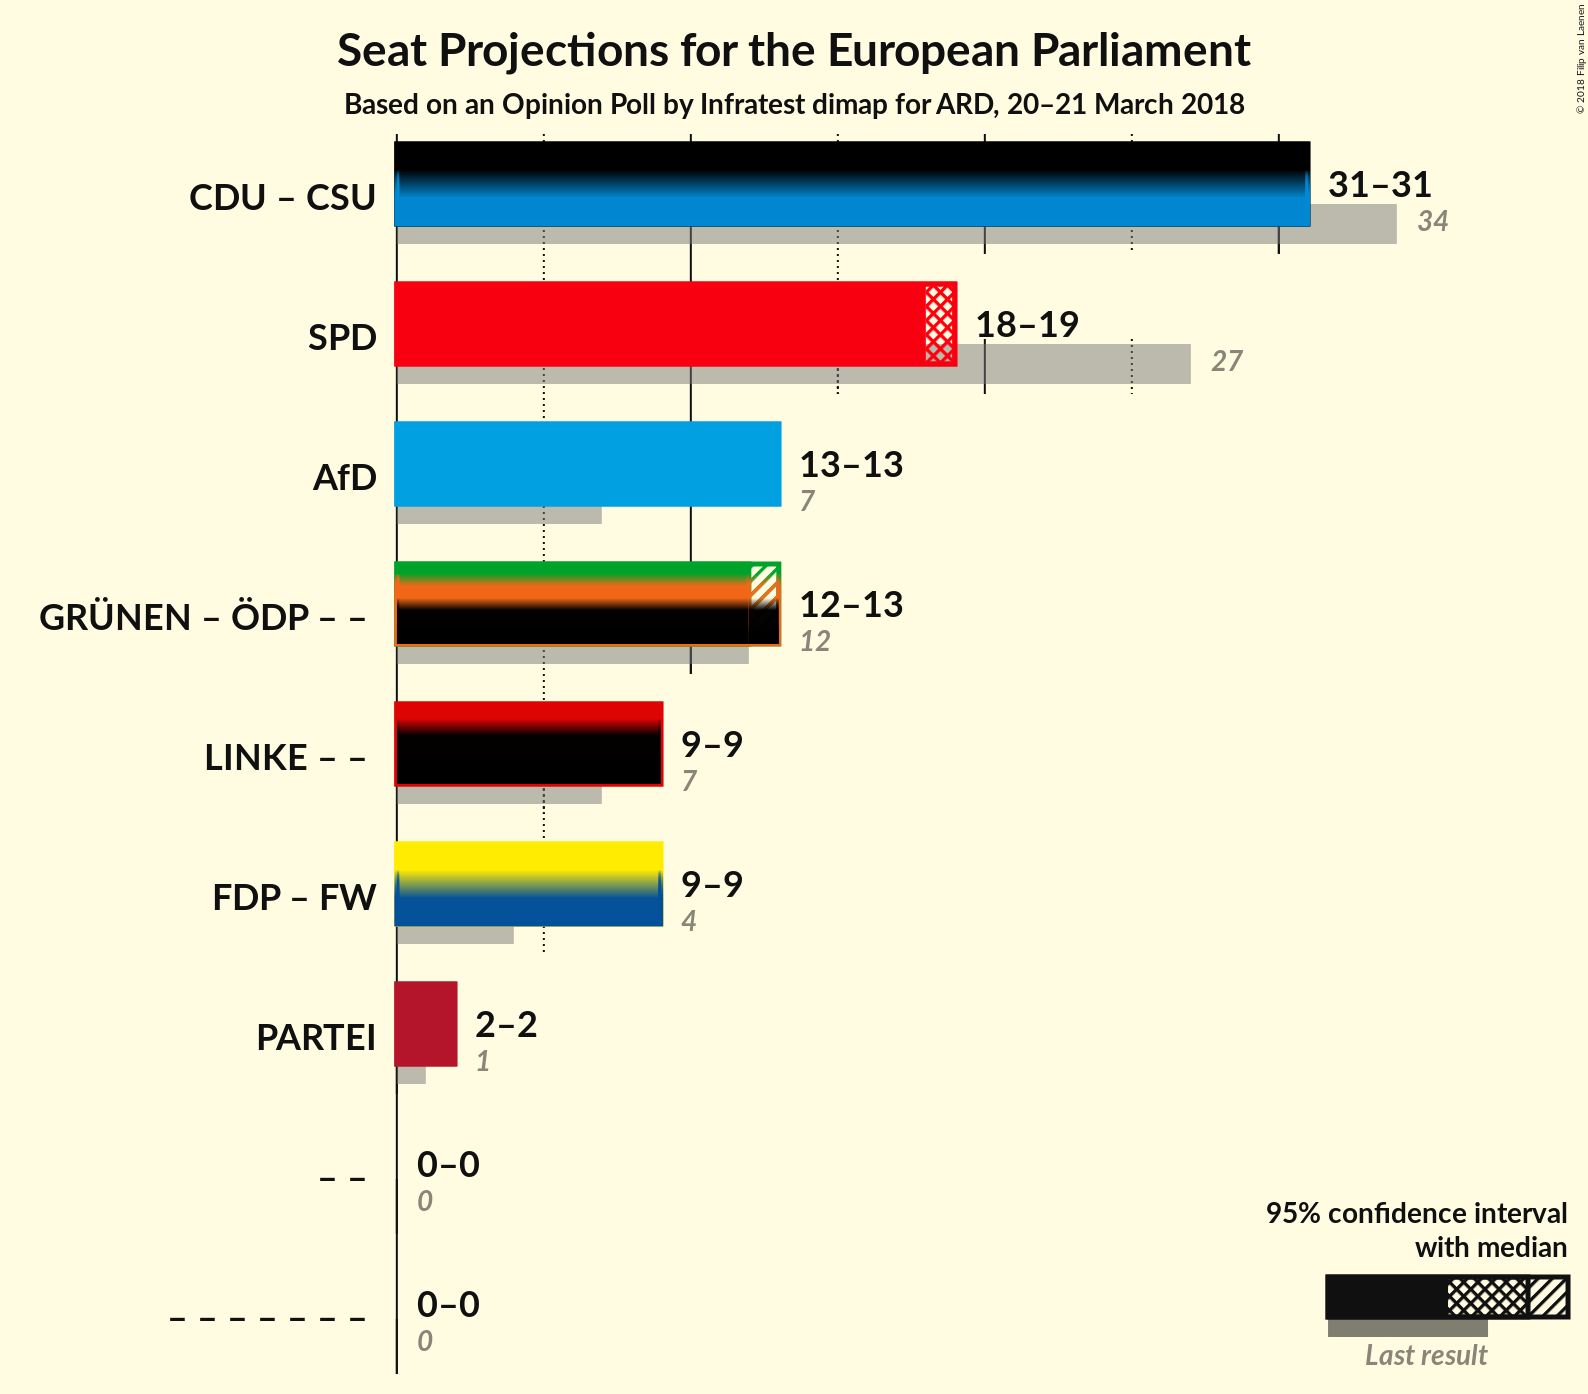 Seat Projections for the European Parliament
Based on an Opinion Poll by Infratest dimap for ARD, 20–21 March 2018
© 2018 Filip van Laenen
CDU – CSU
31–31
34
SPD
18–19
27
AfD
13–13
7
GRÜNEN – ÖDP – –
12–13
12
LINKE – –
9–9
7
FDP – FW
9–9
4
PARTEI
2–2
1
– –
0–0
0
– – – – – – –
0–0
0
95% confidence interval
with median
Last result